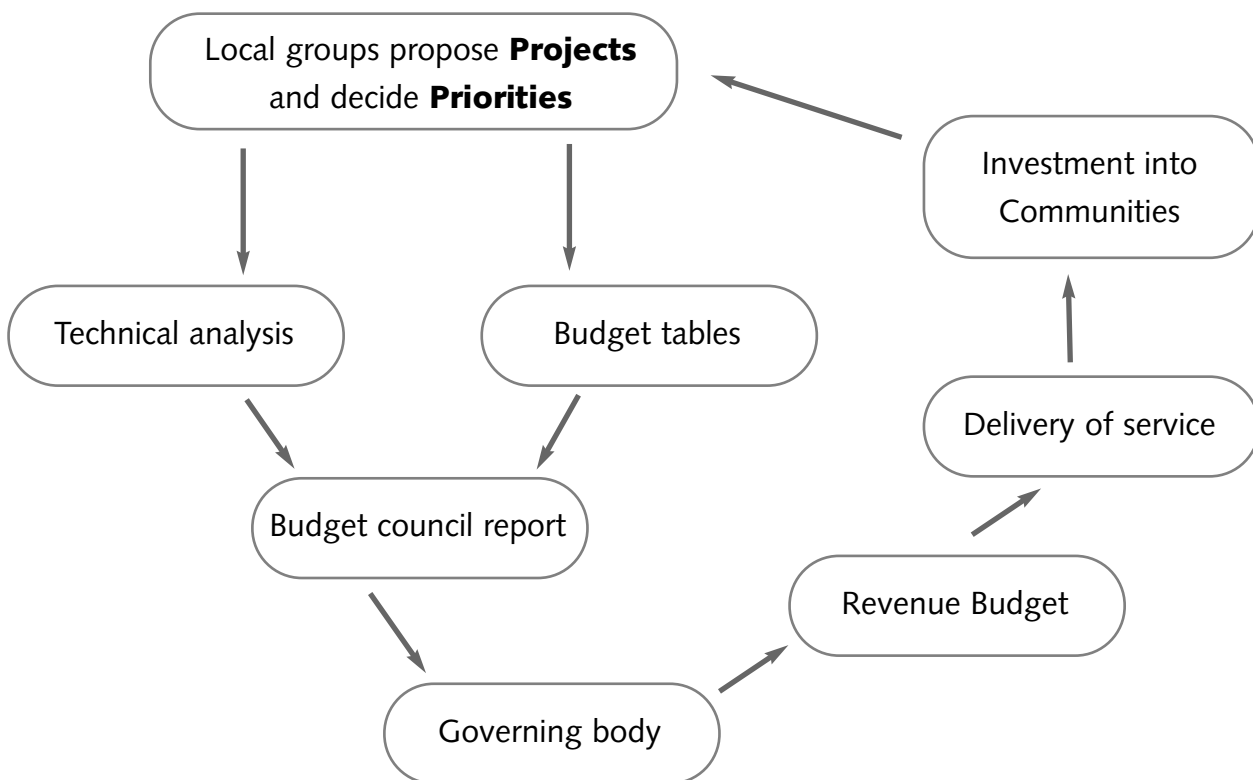 Local groups propose Projects
and decide Priorities
Investment into
Communities
Technical analysis
Budget tables
Delivery of service
Budget council report
Revenue Budget
Governing body